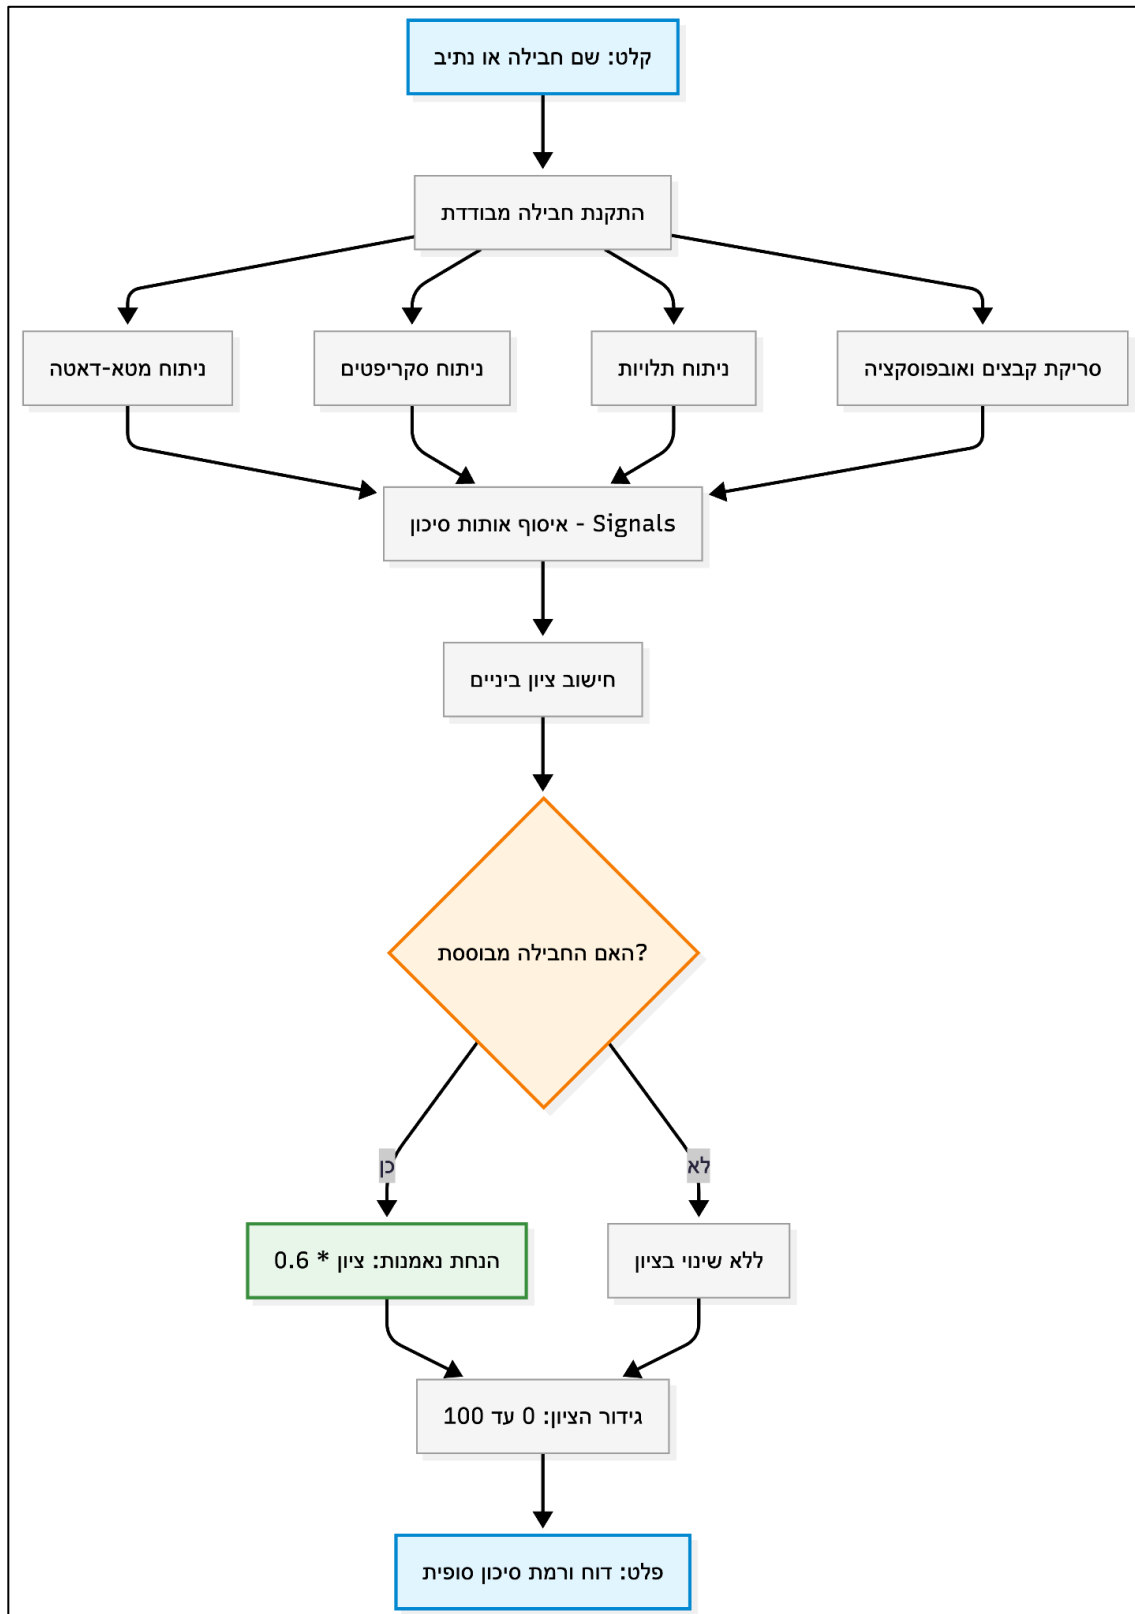 קלט: שם חבילה או נתיב
התקנת חבילה מבודדת
ניתוח מטא-דאטה
ניתוח סקריפטים
ניתוח תלויות
סריקת קבצים ואובפוסקציה
איסוף אותות סיכון - Signals
חישוב ציון ביניים
האם החבילה מבוססת?
כן
לא
הנחת נאמנות: ציון * 0.6
ללא שינוי בציון
גידור הציון: 0 עד 100
פלט: דוח ורמת סיכון סופית